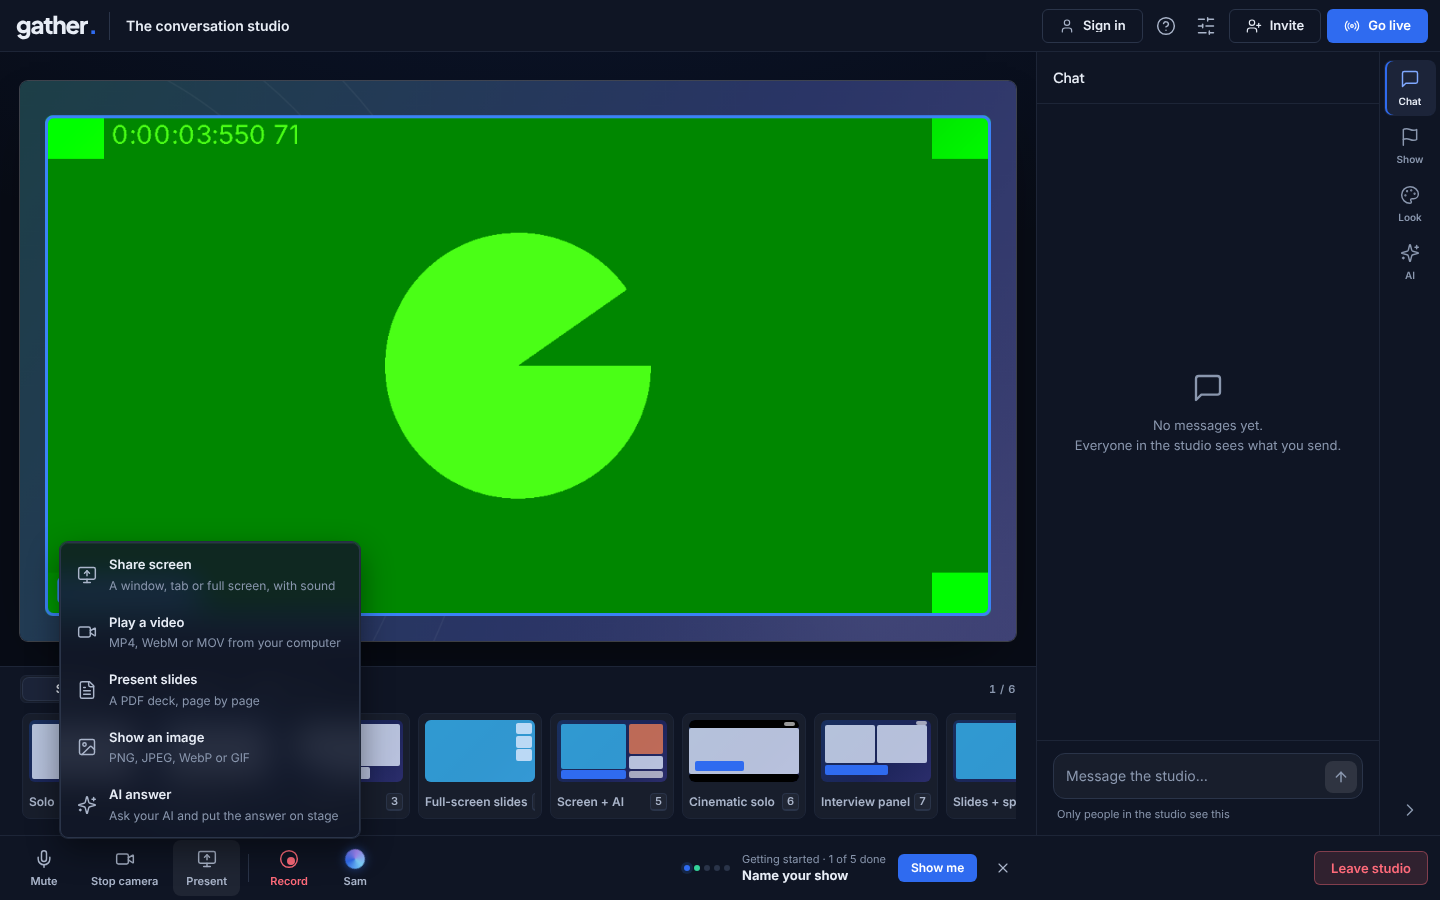 gather.
The conversation studio
Sign in
Invite
Go live
0:00:03:550 71
Chat
Chat
Show
Look
AI
No messages yet.
Everyone in the studio sees what you send.
Share screen
A window, tab or full screen, with sound
Play a video
MP4, WebM or MOV from your computer
Present slides
A PDF deck, page by page
Show an image
PNG, JPEG, WebP or GIF
AI answer
Ask your AI and put the answer on stage
1 / 6
Solo
3
Full-screen slides
Screen + AI 5
Cinematic solo 6
Interview panel 7
Slides + sp
Message the studio...
Only people in the studio see this
Mute
Stop camera
Present
Record
Sam
Getting started · 1 of 5 done
Name your show
Show me
Leave studio